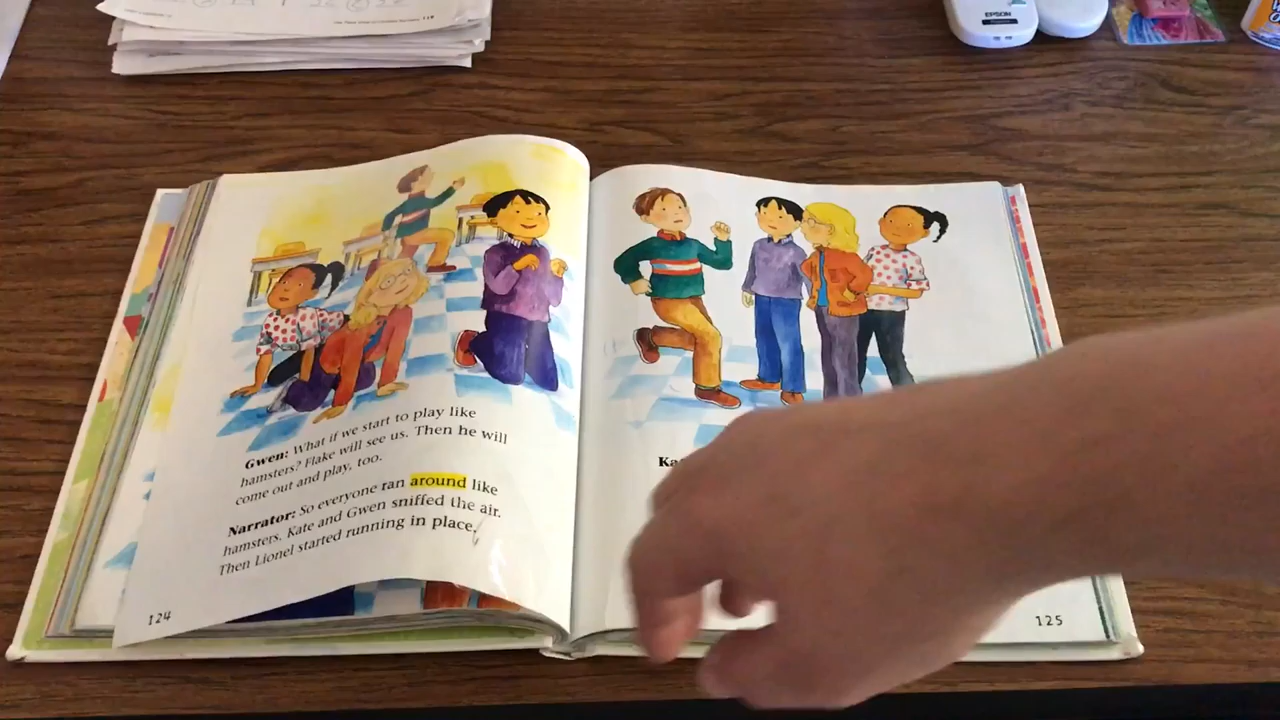 EPSON
Gwen: What if we start to play like
hamsters? Flake will see us. Then he will
come out and play, too.
Narrator: So everyone ran around like
hamsters. Kate and Gwen sniffed the air.
Then Lionel started running in place.
124
125